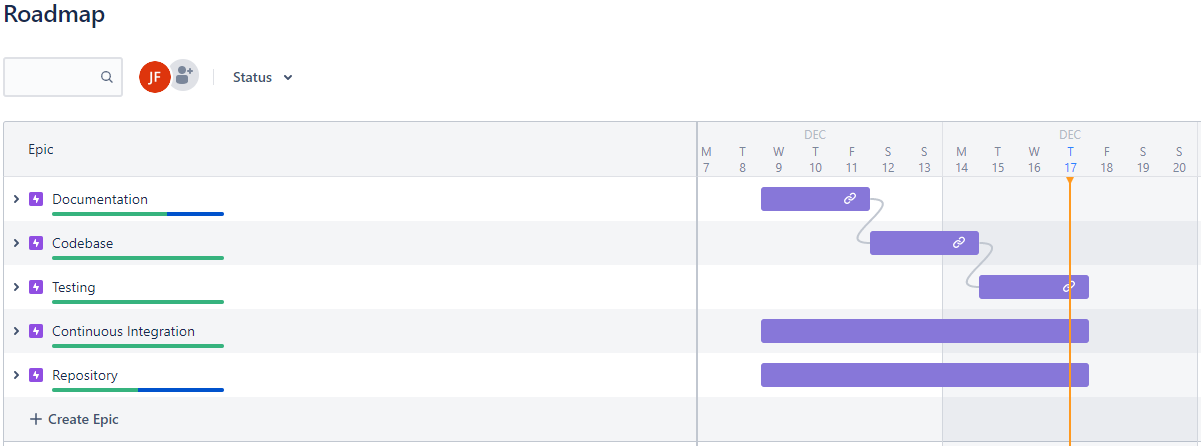 Roadmap
JF
Status
Epic
DEC DEC
M T W T F S S M T W T F S S
7 8 9 10 11 12 13 14 15 16 17 18 19 20
Documentation
Codebase
Testing
Continuous Integration
Repository
+ Create Epic